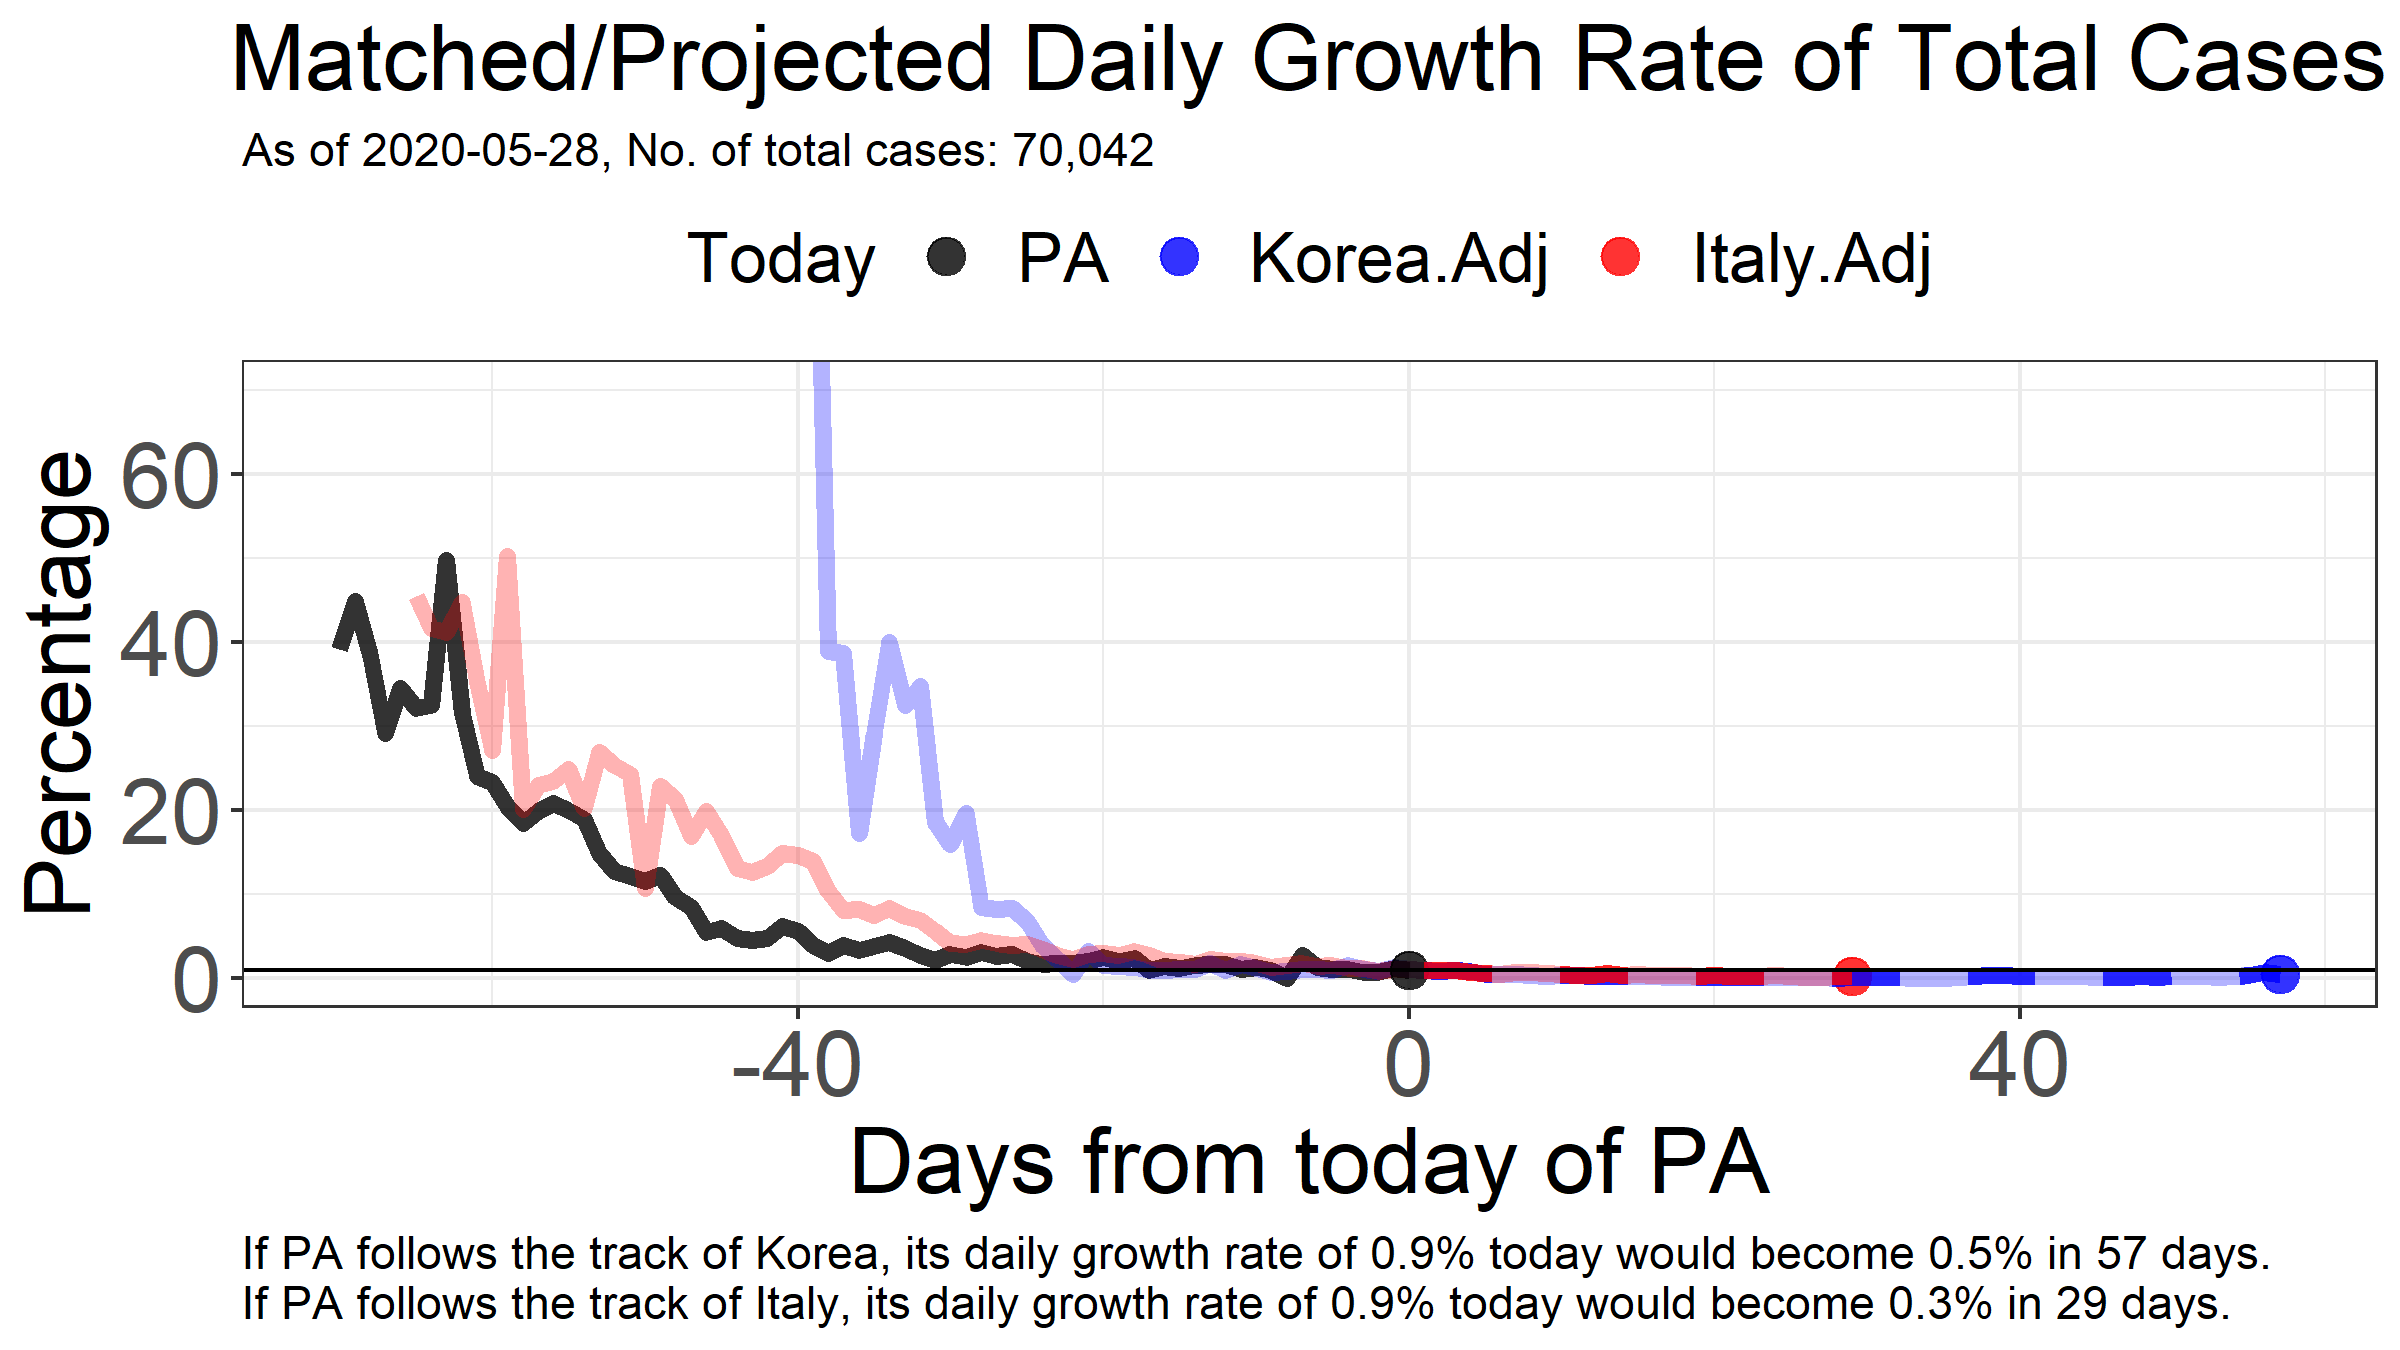 Matched/Projected Daily Growth Rate of Total Cases
As of 2020-05-28, No. of total cases: 70,042
Today PA Korea.Adj Italy.Adj
Percentage
60
40
20
0
-40 0 40
Days from today of PA
If PA follows the track of Korea, its daily growth rate of 0.9% today would become 0.5% in 57 days.
If PA follows the track of Italy, its daily growth rate of 0.9% today would become 0.3% in 29 days.